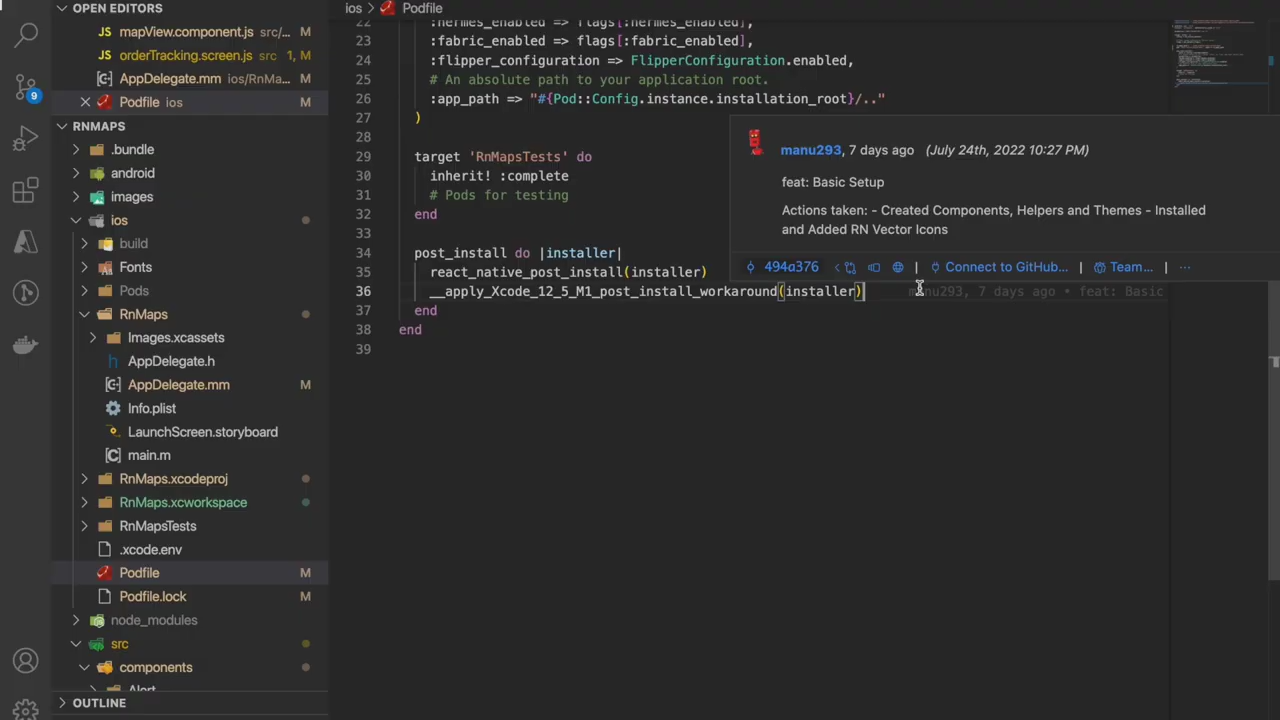 OPEN EDITORS
mapView.component.js src/... M
orderTracking.screen.js src 1, M
AppDelegate.mm ios/RnMa... M
Podfile ios M
RNMAPS
.bundle
android
images
ios
build
Fonts
Pods
RnMaps
Images.xcassets
AppDelegate.h
AppDelegate.mm M
Info.plist
LaunchScreen.storyboard
main.m
RnMaps.xcodeproj
RnMaps.xcworkspace
RnMapsTests
.xcode.env
Podfile M
Podfile.lock M
node_modules
src
components
Alert
OUTLINE
9
ios > Podfile
22 :hermes_enabled => flags[:hermes_enabled],
23 :fabric_enabled => flags[:fabric_enabled],
24 :flipper_configuration => FlipperConfiguration.enabled,
25 # An absolute path to your application root.
26 :app_path => "#{Pod::Config.instance.installation_root}/.."
27 )
28
29 target 'RnMapsTests' do
30 inherit! :complete
31 # Pods for testing
32 end
33
34 post_install do |installer|
35 react_native_post_install(installer)
36 __apply_Xcode_12_5_M1_post_install_workaround(installer) manu293, 7 days ago • feat: Basic
37 end
38 end
39
manu293, 7 days ago (July 24th, 2022 10:27 PM)
feat: Basic Setup
Actions taken: - Created Components, Helpers and Themes - Installed
and Added RN Vector Icons
494a376 | Connect to GitHub... | Team... | ...